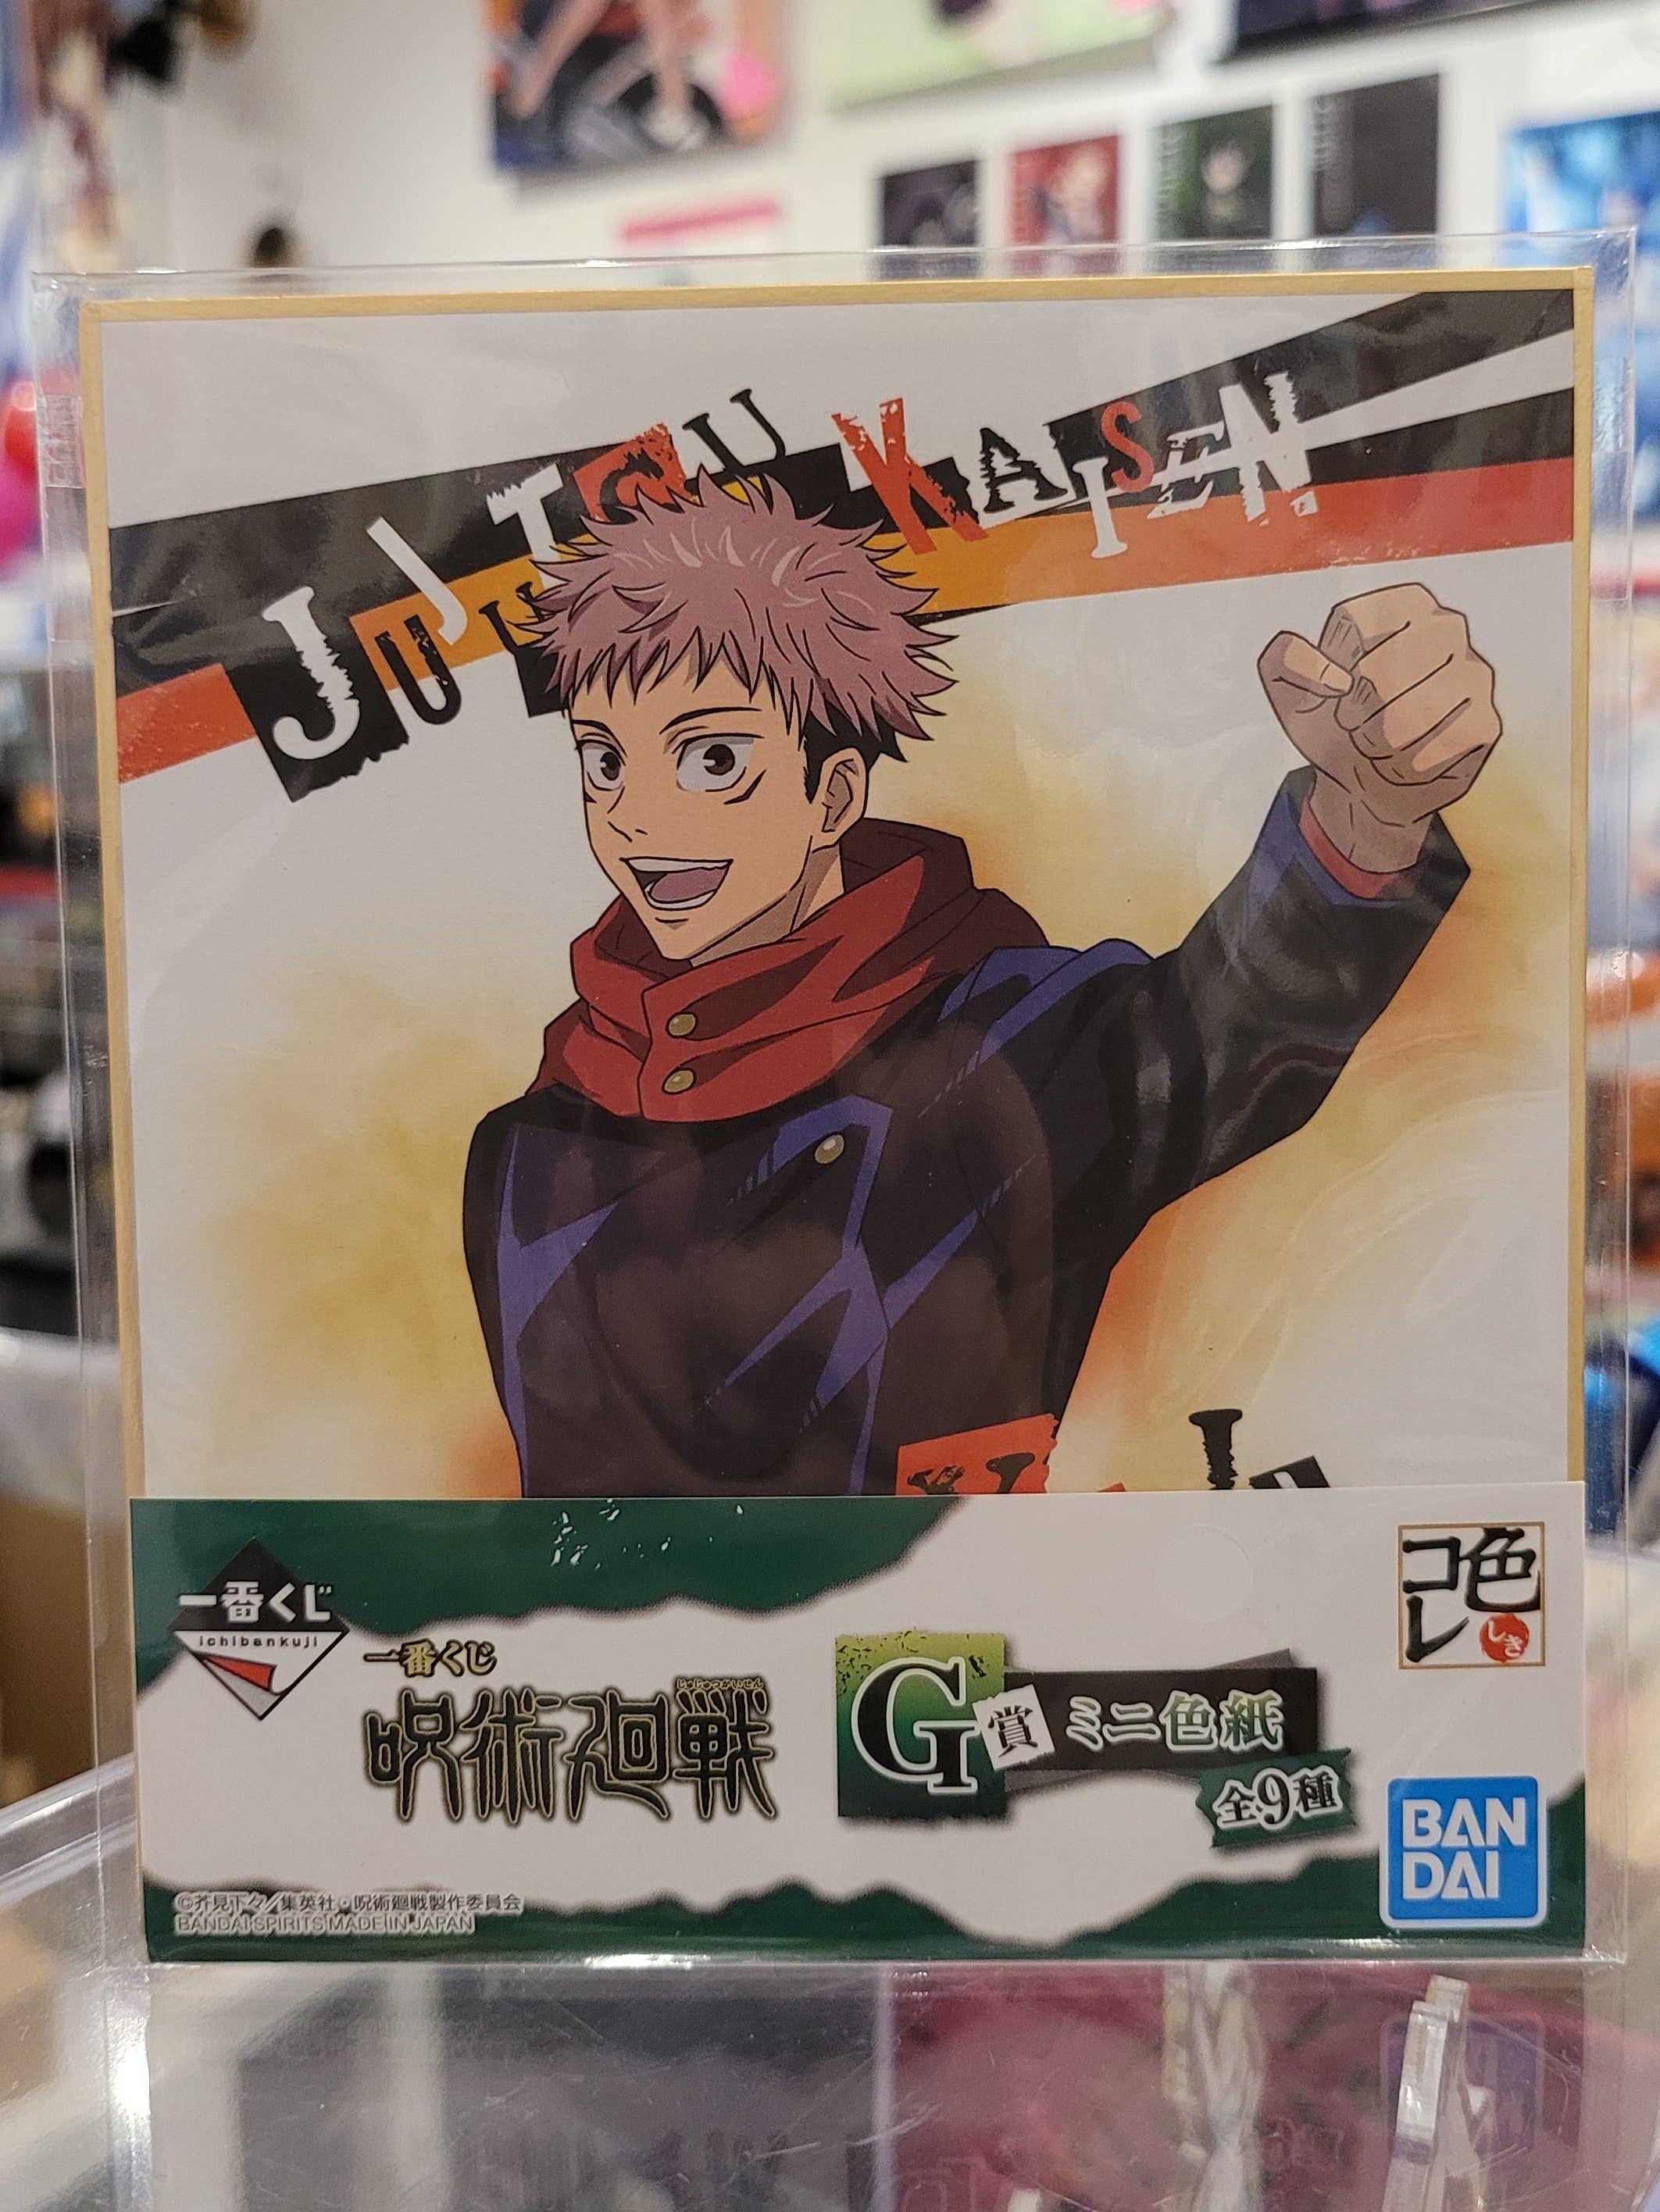 JUJUTSU KAISEN
一番くじ
ichibankuji
一番くじ
じゅじゅつかいせん
呪術廻戦
G賞 ミニ色紙
全9種
色コレ
しき
BAN
DAI
©芥見下々/集英社・呪術廻戦製作委員会
BANDAI SPIRITS MADE IN JAPAN